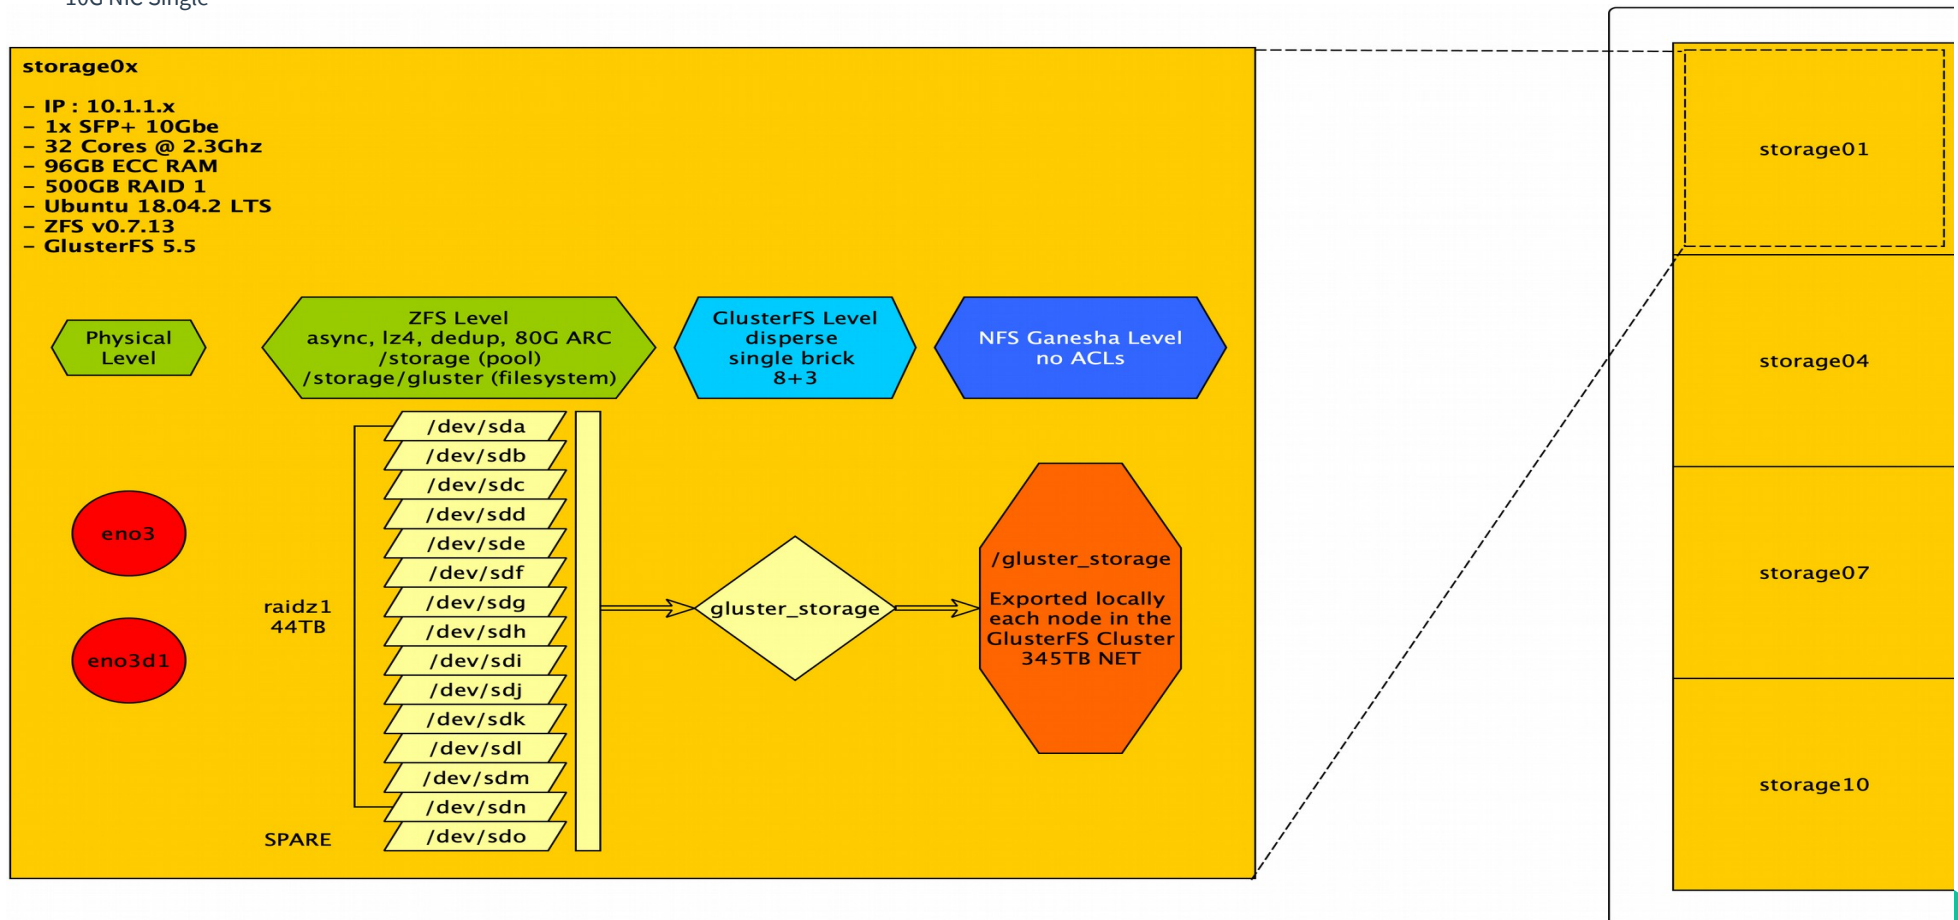 10G NIC Single
storage0x
- IP : 10.1.1.x
- 1x SFP+ 10Gbe
- 32 Cores @ 2.3Ghz
- 96GB ECC RAM
- 500GB RAID 1
- Ubuntu 18.04.2 LTS
- ZFS v0.7.13
- GlusterFS 5.5
Physical
Level
ZFS Level
async, lz4, dedup, 80G ARC
/storage (pool)
/storage/gluster (filesystem)
GlusterFS Level
disperse
single brick
8+3
NFS Ganesha Level
no ACLs
eno3
eno3d1
raidz1
44TB
SPARE
/dev/sda
/dev/sdb
/dev/sdc
/dev/sdd
/dev/sde
/dev/sdf
/dev/sdg
/dev/sdh
/dev/sdi
/dev/sdj
/dev/sdk
/dev/sdl
/dev/sdm
/dev/sdn
/dev/sdo
gluster_storage
/gluster_storage
Exported locally
each node in the
GlusterFS Cluster
345TB NET
storage01
storage04
storage07
storage10